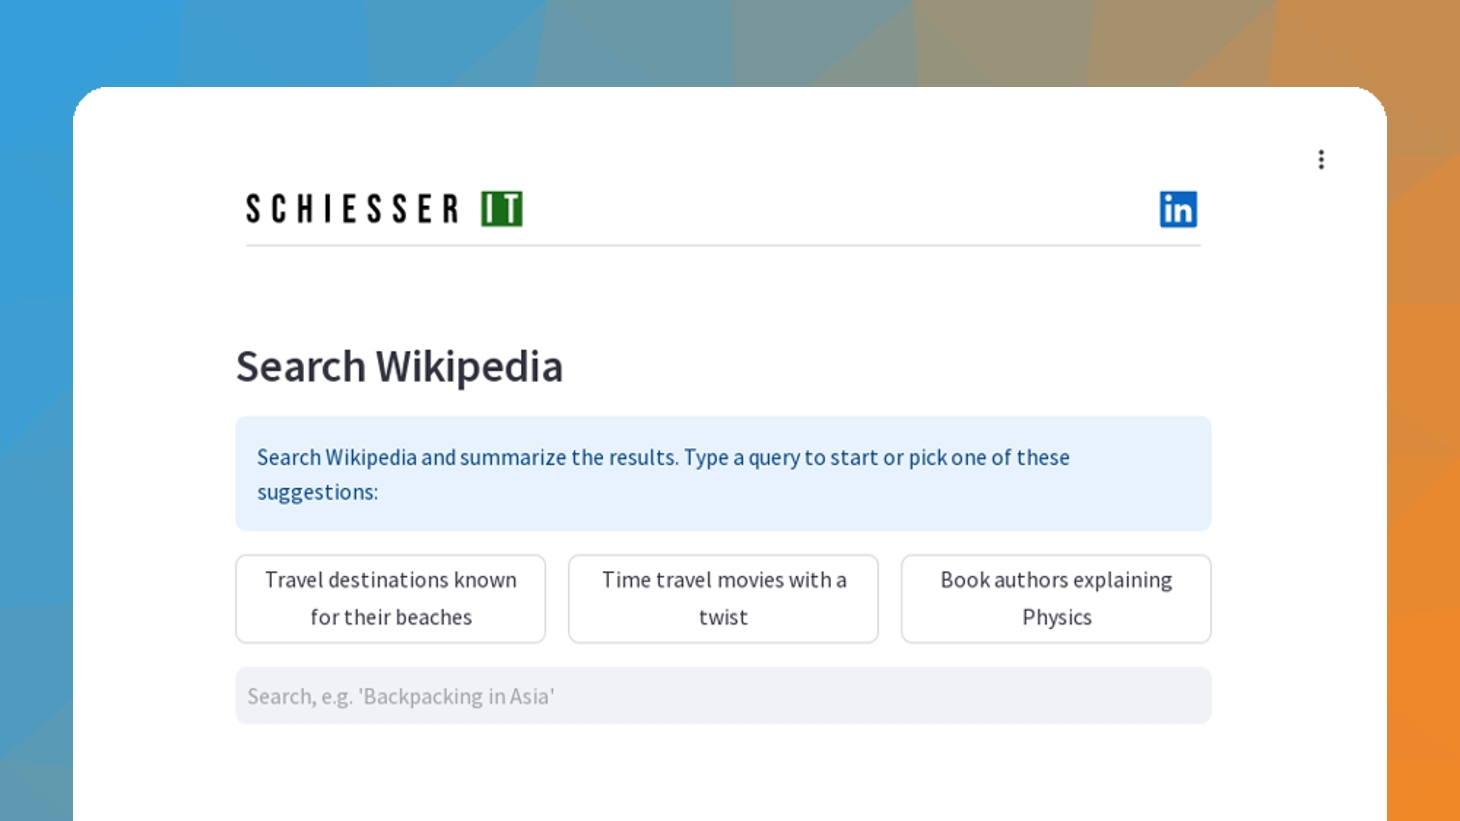 SCHIESSER IT
in
Search Wikipedia
Search Wikipedia and summarize the results. Type a query to start or pick one of these
suggestions:
Travel destinations known
for their beaches
Time travel movies with a
twist
Book authors explaining
Physics
Search, e.g. 'Backpacking in Asia'